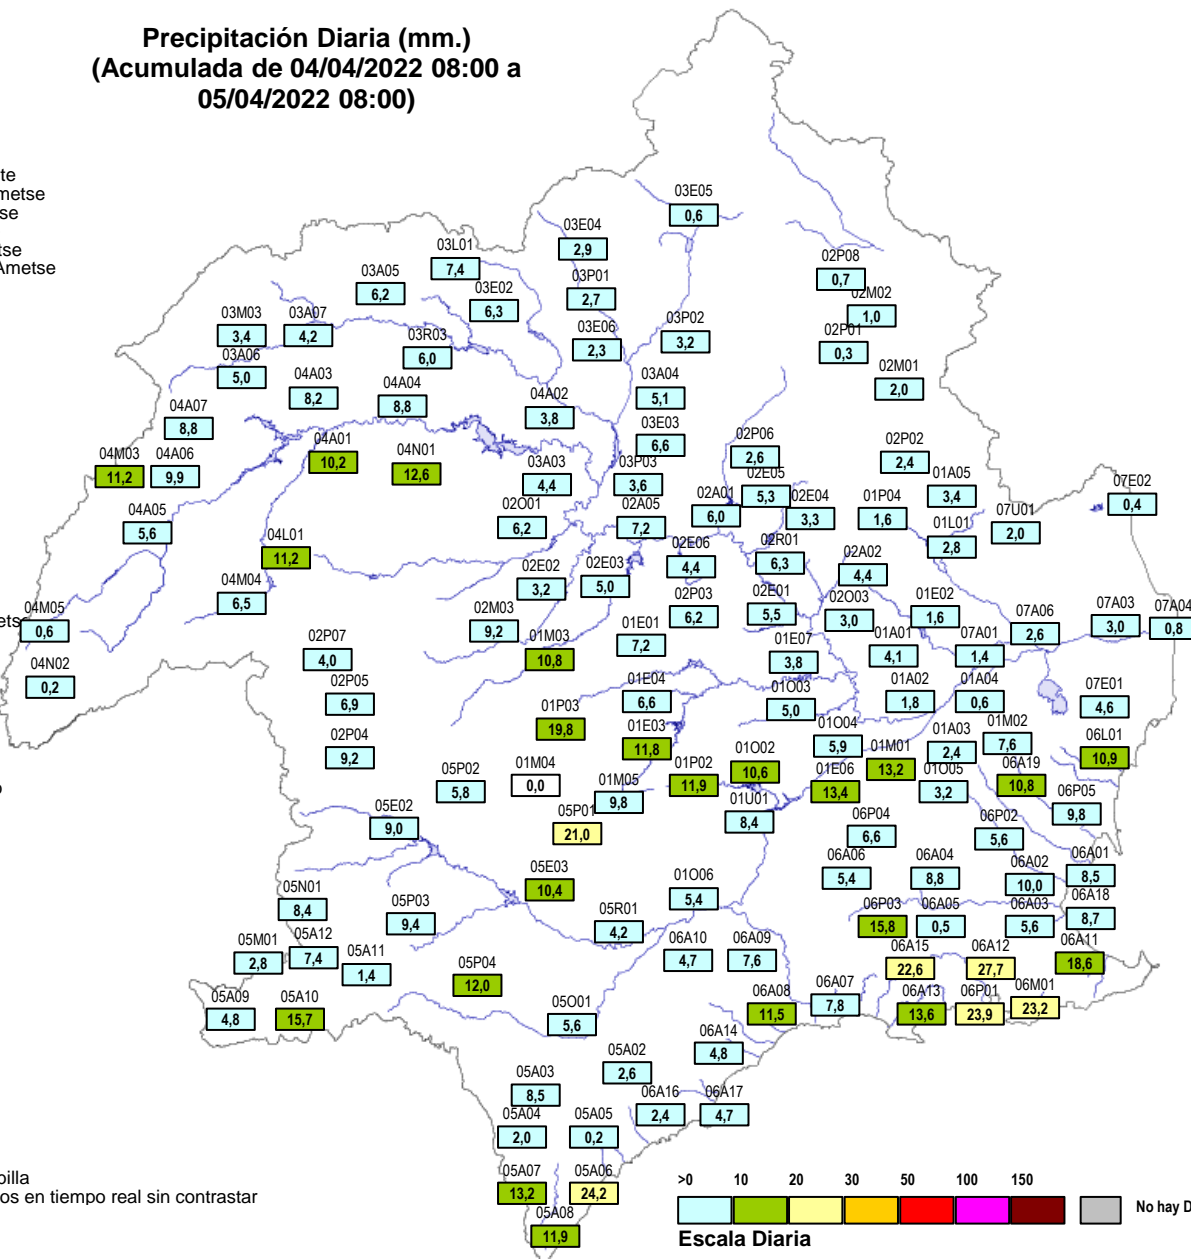 Precipitación Diaria (mm.)
(Acumulada de 04/04/2022 08:00 a
05/04/2022 08:00)
te
metse
se
tse
Ametse
03E05
0,6
03E04
2,9
03L01
7,4
02P08
0,7
03A05
6,2
03P01
2,7
03E02
6,3
02M02
1,0
03M03
3,4
03A07
4,2
03R03
6,0
03E06
2,3
03P02
3,2
02P01
0,3
03A06
5,0
04A03
8,2
04A04
8,8
04A02
3,8
03A04
5,1
02M01
2,0
04A07
8,8
03E03
6,6
04M03
11,2
04A06
9,9
04A01
10,2
04N01
12,6
02P06
2,6
02P02
2,4
03A03
4,4
03P03
3,6
02E05
5,3
01A05
3,4
07E02
0,4
04A05
5,6
02O01
6,2
02A05
7,2
02A01
6,0
02E04
3,3
01P04
1,6
07U01
2,0
04L01
11,2
01L01
2,8
02E06
4,4
02R01
6,3
02A02
4,4
04M04
6,5
02E02
3,2
02E03
5,0
04M05
0,6
ets
02M03
9,2
02P03
6,2
02E01
5,5
02O03
3,0
01E02
1,6
07A06
2,6
07A03
3,0
07A04
0,8
02P07
4,0
01M03
10,8
01E01
7,2
01E07
3,8
01A01
4,1
07A01
1,4
04N02
0,2
02P05
6,9
01E04
6,6
01O03
5,0
01A02
1,8
01A04
0,6
07E01
4,6
01P03
19,8
02P04
9,2
01E03
11,8
01O04
5,9
01A03
2,4
01M02
7,6
06L01
10,9
01O02
10,6
01M01
13,2
05P02
5,8
01M04
0,0
01M05
9,8
01P02
11,9
01E06
13,4
01O05
3,2
06A19
10,8
o
05E02
9,0
05P01
21,0
01U01
8,4
06P04
6,6
06P02
5,6
06P05
9,8
05E03
10,4
06A06
5,4
06A04
8,8
06A02
10,0
06A01
8,5
05N01
8,4
05P03
9,4
01O06
5,4
05R01
4,2
06P03
15,8
06A05
0,5
06A03
5,6
06A18
8,7
05M01
2,8
05A12
7,4
05A11
1,4
06A10
4,7
06A09
7,6
06A15
22,6
06A12
27,7
06A11
18,6
05P04
12,0
05A09
4,8
05A10
15,7
05O01
5,6
06A08
11,5
06A07
7,8
06A13
13,6
06P01
23,9
06M01
23,2
06A14
4,8
05A02
2,6
05A03
8,5
06A16
2,4
06A17
4,7
05A04
2,0
05A05
0,2
05A07
13,2
05A06
24,2
05A08
11,9
oilla
os en tiempo real sin contrastar
>0 10 20 30 50 100 150
No hay D
Escala Diaria